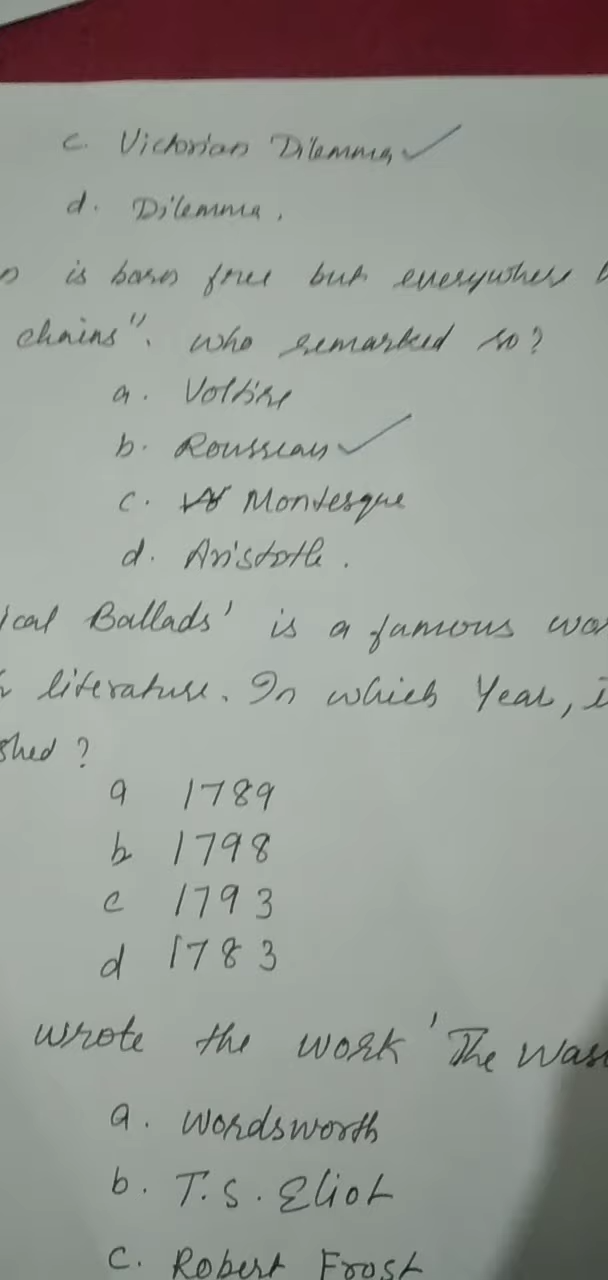 c. Victorian Dilemma
d. Dilemma.
is born free but everywhere
chains". who remarked so?
a. Voltire
b. Rousseau
c. Montesque
d. Aristotle.
ical Ballads' is a famous wor
literature. In which Year, i
shed?
a 1789
b 1798
c 1793
d 1783
wrote the work 'The Was
a. Wordsworth
b. T.S. Eliot
c. Robert Frost